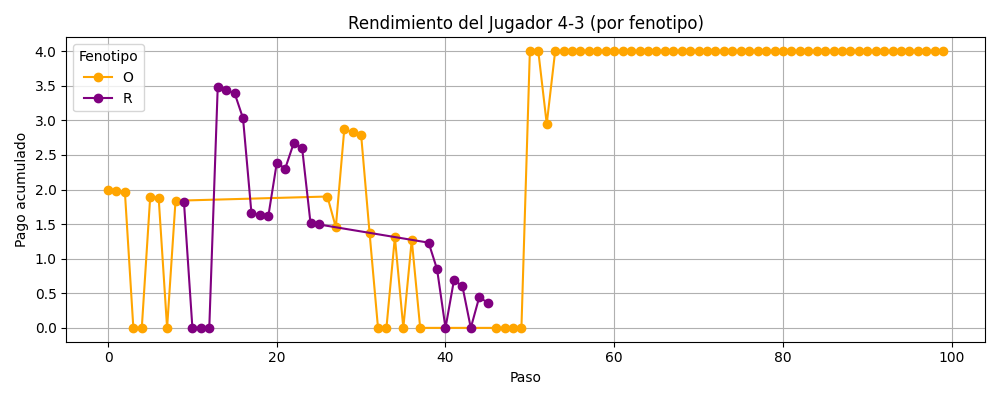 Rendimiento del Jugador 4-3 (por fenotipo)
Pago acumulado
4.0
3.5
3.0
2.5
2.0
1.5
1.0
0.5
0.0
Fenotipo
O
R
0 20 40 60 80 100
Paso